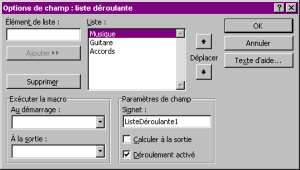 Options de champ : liste déroulante
Élément de liste :
Liste :
Musique
Guitare
Accords
OK
Annuler
Texte d'aide...
Ajouter
Déplacer
Supprimer
Exécuter la macro
Au démarrage :
À la sortie :
Paramètres de champ
Signet :
ListeDéroulante1
Calculer à la sortie
Déroulement activé